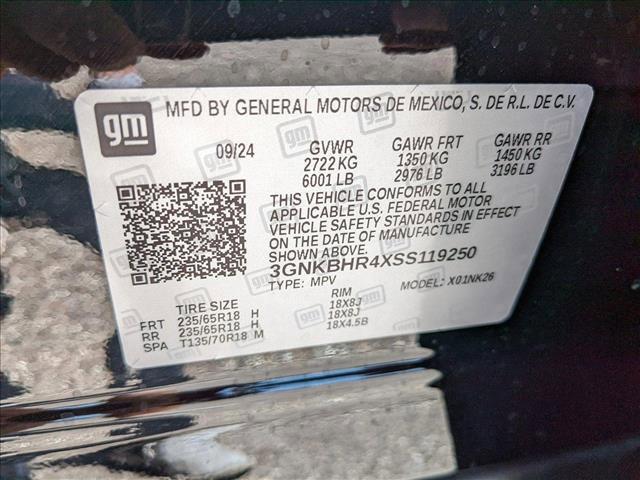 gm MFD BY GENERAL MOTORS DE MEXICO, S. DE R.L. DE C.V.
09/24 GVWR GAWR FRT GAWR RR
2722 KG 1350 KG 1450 KG
6001 LB 2976 LB 3196 LB
THIS VEHICLE CONFORMS TO ALL
APPLICABLE U.S. FEDERAL MOTOR
VEHICLE SAFETY STANDARDS IN EFFECT
ON THE DATE OF MANUFACTURE
3GNKBHR4XSS119250
TYPE: MPV MODEL: X01NK26
TIRE SIZE RIM
FRT 235/65R18 H 18X8J
RR 235/65R18 H 18X8J
SPA T135/70R18 M 18X4.5B